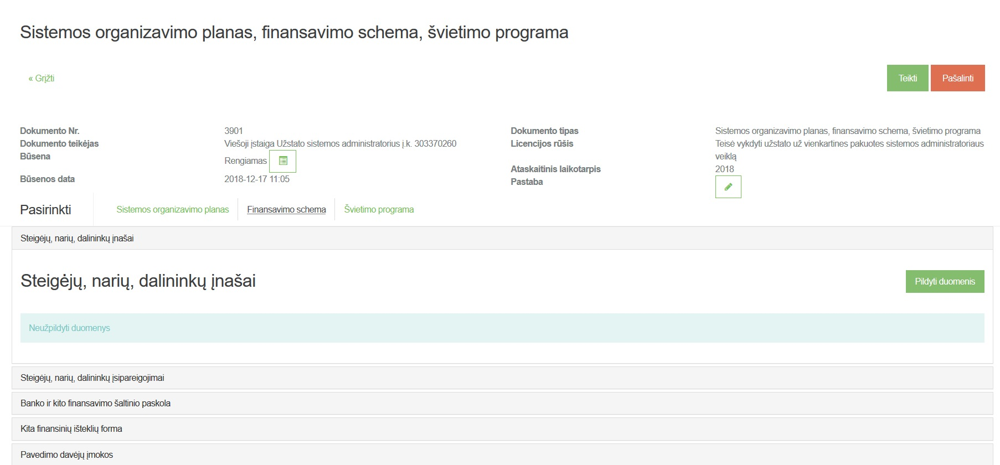 Sistemos organizavimo planas, finansavimo schema, švietimo programa
« Grįžti
Teikti
Pašalinti
Dokumento Nr.
3901
Dokumento teikėjas
Viešoji įstaiga Užstato sistemos administratorius į.k. 303370260
Būsena
Rengiamas
Būsenos data
2018-12-17 11:05
Dokumento tipas
Sistemos organizavimo planas, finansavimo schema, švietimo programa
Licencijos rūšis
Teisė vykdyti užstato už vienkartines pakuotes sistemos administratoriaus
veiklą
Ataskaitinis laikotarpis
2018
Pastaba
Pasirinkti
Sistemos organizavimo planas
Finansavimo schema
Švietimo programa
Steigėjų, narių, dalininkų įnašai
Steigėjų, narių, dalininkų įnašai
Pildyti duomenis
Neužpildyti duomenys
Steigėjų, narių, dalininkų įsipareigojimai
Banko ir kito finansavimo šaltinio paskola
Kita finansinių išteklių forma
Pavedimo davėjų įmokos